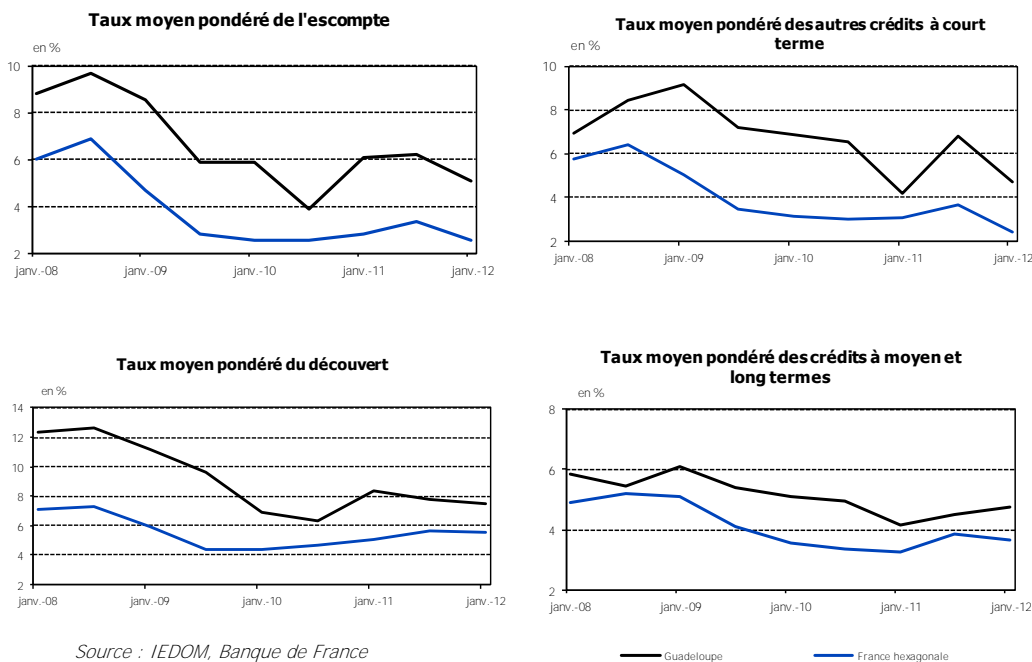 Taux moyen pondéré de l'escompte
en %
10
8
6
4
2
janv.-08 janv.-09 janv.-10 janv.-11 janv.-12
Taux moyen pondéré des autres crédits à court
terme
10
8
6
4
2
janv.-08 janv.-09 janv.-10 janv.-11 janv.-12
Taux moyen pondéré du découvert
en %
14
12
10
8
6
4
2
janv.-08 janv.-09 janv.-10 janv.-11 janv.-12
Taux moyen pondéré des crédits à moyen et
long termes
en %
8
6
4
2
janv.-08 janv.-09 janv.-10 janv.-11 janv.-12
Source : IEDOM, Banque de France
Guadeloupe France hexagonale